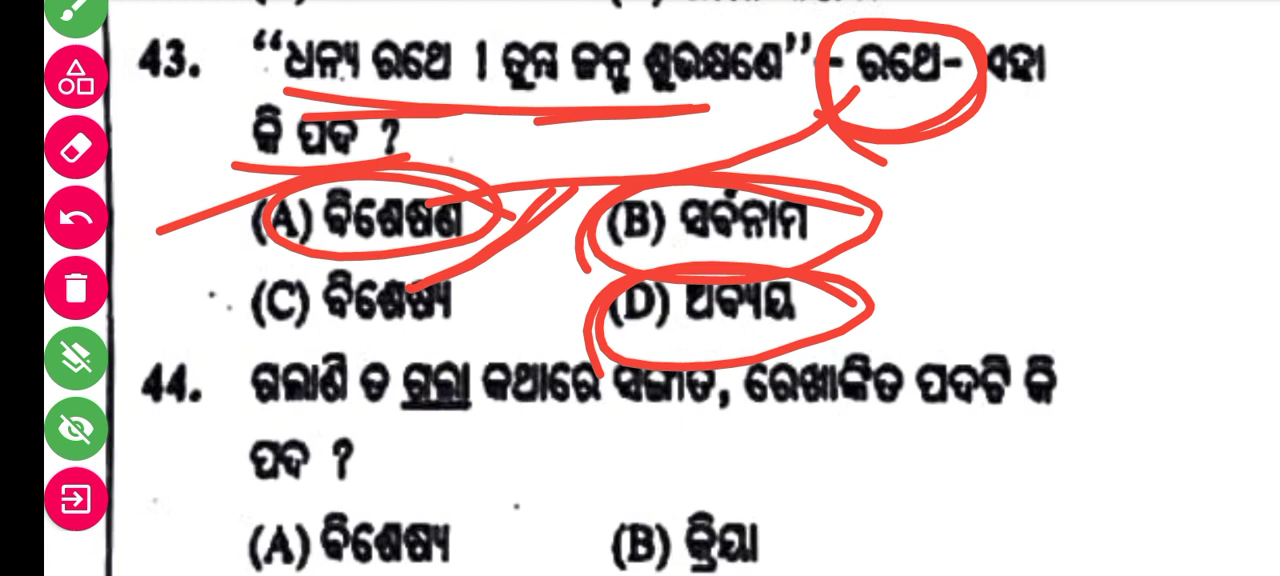 43. “ଧନ୍ୟ ରଥେ । ତୁମ୍ଭ ଜନ୍ମ ଶୁଭକ୍ଷଣେ” - ରଥେ- ଏହା
କି ପଦ ?
(A) ବିଶେଷଣ (B) ସର୍ବନାମ
(C) ବିଶେଷ୍ୟ (D) ଅବ୍ୟୟ
44. ଗଲାଣି ତ ଗଲା କଥାରେ ସଙ୍ଗୀତ, ରେଖାଙ୍କିତ ପଦଟି କି
ପଦ ?
(A) ବିଶେଷ୍ୟ (B) କ୍ରିୟା